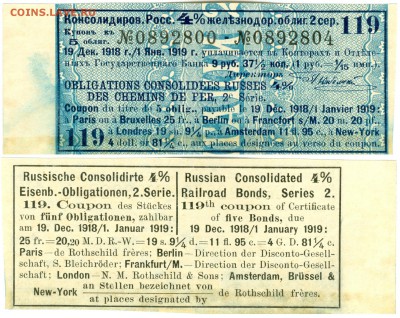 Консолидиров. Росс. 4% желѣзнодор. облиг. 2 сер.
119
Купонъ къ
5 облиг.
№0892800 №0892804
19 Дек. 1918 г./1 Янв. 1919 г. уплачивается въ Конторахъ и Отдѣле-
ніяхъ Государственнаго Банка 9 руб. 37½ коп. (1 руб. = 1/15 имп.)
Директоръ
OBLIGATIONS CONSOLIDÉES RUSSES 4%
DES CHEMINS DE FER, 2e Série.
Coupon du titre de 5 oblig., payable le 19 Déc. 1918/1 Janvier 1919:
à Paris ou à Bruxelles 25 fr., à Berlin ou à Francfort s/M. 20 m. 20 pf.,
119
à Londres 19 s. 9¼ d., à Amsterdam 11 fl. 95 c., à New-York
4 doll. or 81¼ c., aux places designées au verso du coupon.
СС.РУ
Russische Consolidirte 4%
Eisenb.-Obligationen, 2. Serie.
119. Coupon des Stückes
von fünf Obligationen, zahlbar
am 19. Dec. 1918/1. Januar 1919:
Russian Consolidated 4%
Railroad Bonds, Series 2.
119th coupon of Certificate
of five Bonds, due
19 Dec. 1918/1 January 1919:
25 fr. = 20,20 M. D. R.-W. = 19 s. 9¼ d. = 11 fl. 95 c. = 4 G. D. 81¼ c.
Paris — de Rothschild frères; Berlin — Direction der Disconto-Gesell-
schaft, S. Bleichröder; Frankfurt/M. — Direction der Disconto-Gesell-
schaft; London — N. M. Rothschild & Sons; Amsterdam, Brüssel &
New-York
an Stellen bezeichnet von
at places designated by
de Rothschild frères.